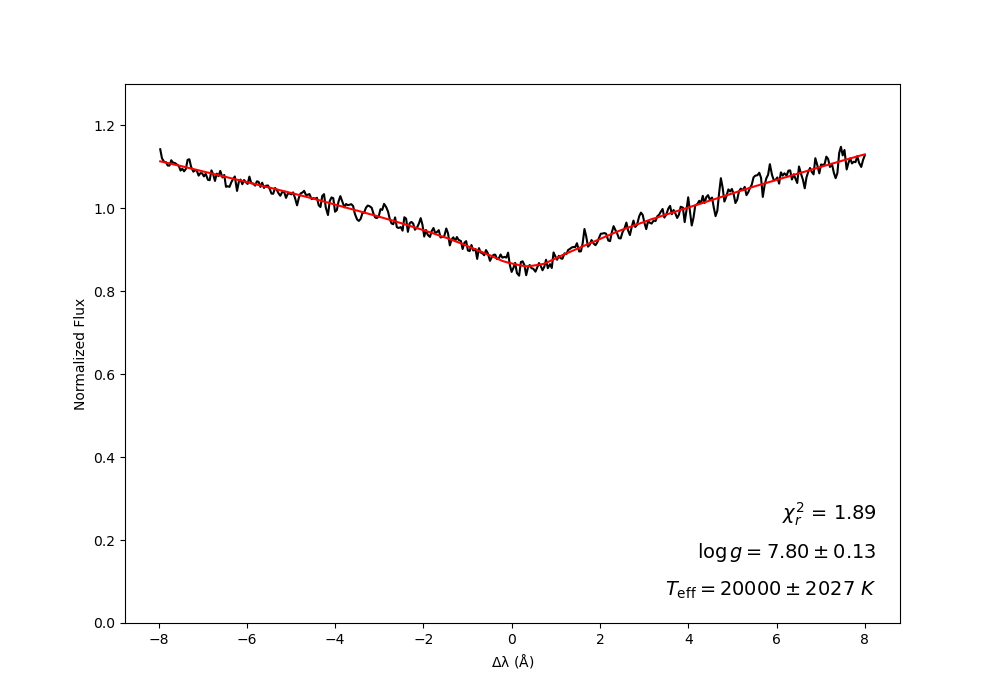 1.2
1.0
0.8
0.6
0.4
0.2
0.0
Normalized Flux
χ²ᵣ = 1.89
log g = 7.80 ± 0.13
T_eff = 20000 ± 2027 K
−8 −6 −4 −2 0 2 4 6 8
Δλ (Å)